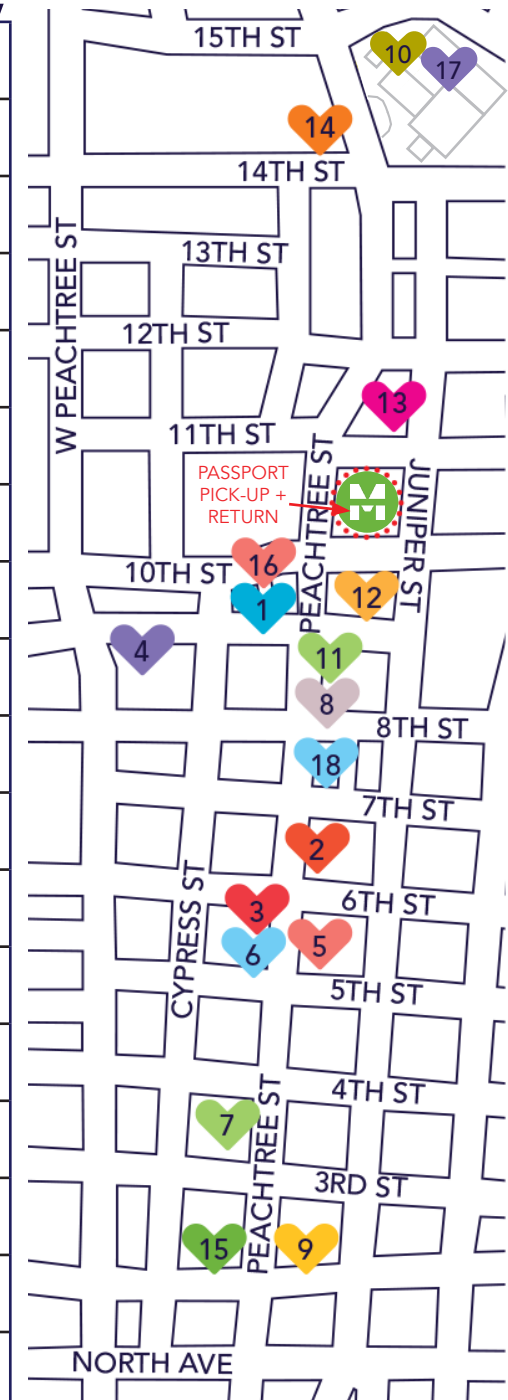 15TH ST
10
17
14
14TH ST
W PEACHTREE ST
13TH ST
12TH ST
13
11TH ST
PASSPORT
PICK-UP +
RETURN
PEACHTREE ST
M
JUNIPER ST
16
10TH ST
1
12
4
11
8
8TH ST
18
7TH ST
2
CYPRESS ST
3
6TH ST
6
5
5TH ST
4TH ST
7
PEACHTREE ST
3RD ST
15
9
NORTH AVE